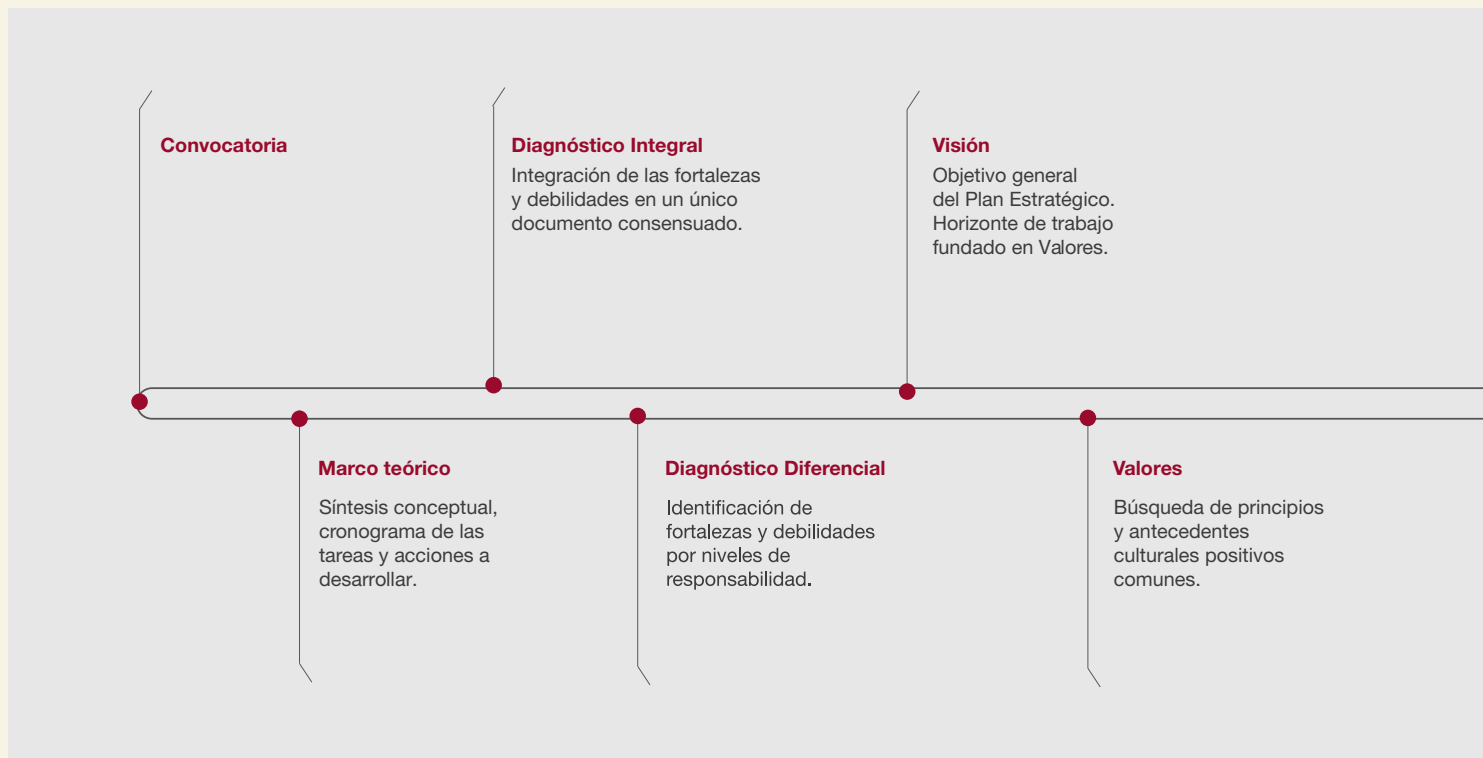 Convocatoria
Diagnóstico Integral
Integración de las fortalezas
y debilidades en un único
documento consensuado.
Visión
Objetivo general
del Plan Estratégico.
Horizonte de trabajo
fundado en Valores.
Marco teórico
Síntesis conceptual,
cronograma de las
tareas y acciones a
desarrollar.
Diagnóstico Diferencial
Identificación de
fortalezas y debilidades
por niveles de
responsabilidad.
Valores
Búsqueda de principios
y antecedentes
culturales positivos
comunes.